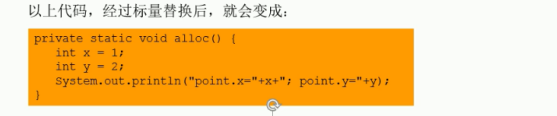 以上代码，经过标量替换后，就会变成：
private static void alloc() {
int x = 1;
int y = 2;
System.out.println("point.x="+x+"; point.y="+y);
}